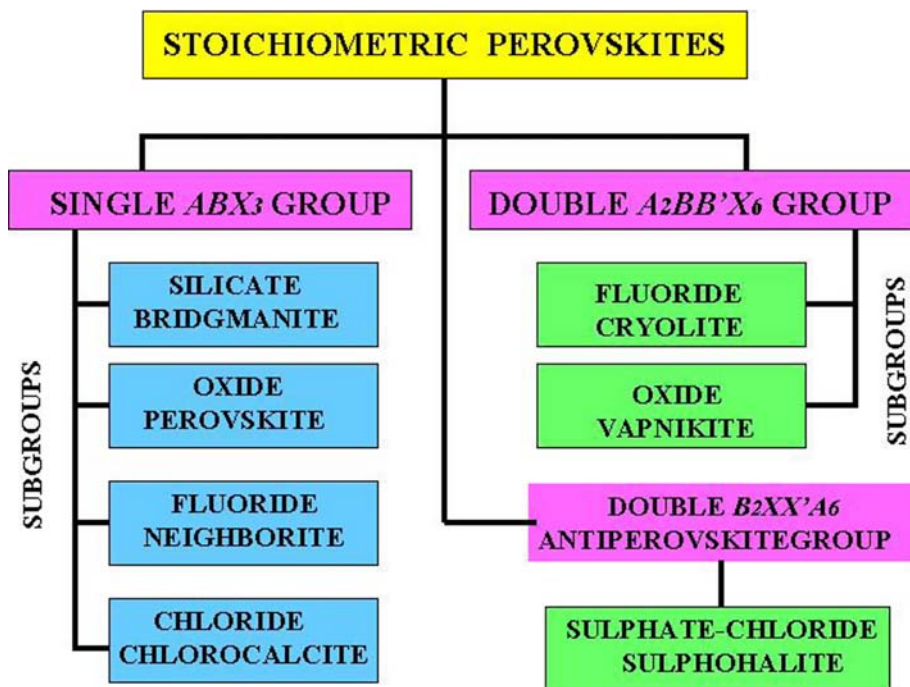 STOICHIOMETRIC PEROVSKITES
SINGLE ABX3 GROUP
SUBGROUPS
SILICATE
BRIDGMANITE
OXIDE
PEROVSKITE
FLUORIDE
NEIGHBORITE
CHLORIDE
CHLOROCALCITE
DOUBLE A2BB’X6 GROUP
FLUORIDE
CRYOLITE
OXIDE
VAPNIKITE
SUBGROUPS
DOUBLE B2XX’A6
ANTIPEROVSKITEGROUP
SULPHATE-CHLORIDE
SULPHOHALITE